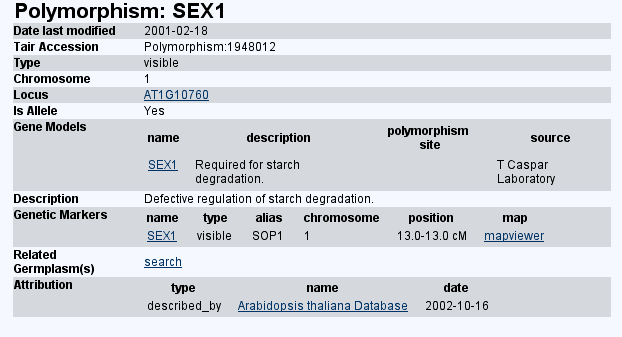 Polymorphism: SEX1
Date last modified 2001-02-18
Tair Accession Polymorphism:1948012
Type visible
Chromosome 1
Locus AT1G10760
Is Allele Yes
Gene Models
name description polymorphism site source
SEX1 Required for starch degradation. T Caspar Laboratory
Description Defective regulation of starch degradation.
Genetic Markers name type alias chromosome position map
SEX1 visible SOP1 1 13.0-13.0 cM mapviewer
Related Germplasm(s) search
Attribution type name date
described_by Arabidopsis thaliana Database 2002-10-16